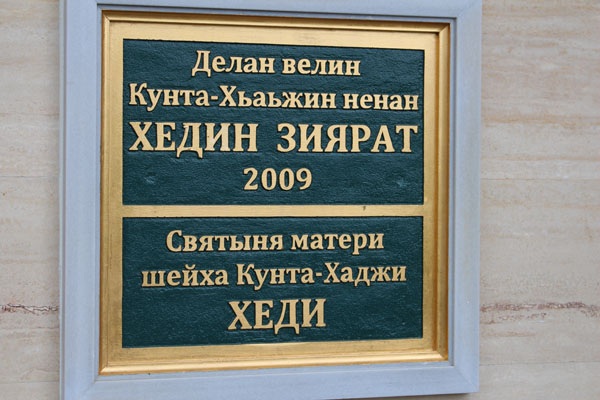 Делан велин
Кунта-Хьаьжин ненан
ХЕДИН ЗИЯРАТ
2009
Святыня матери
шейха Кунта-Хаджи
ХЕДИ